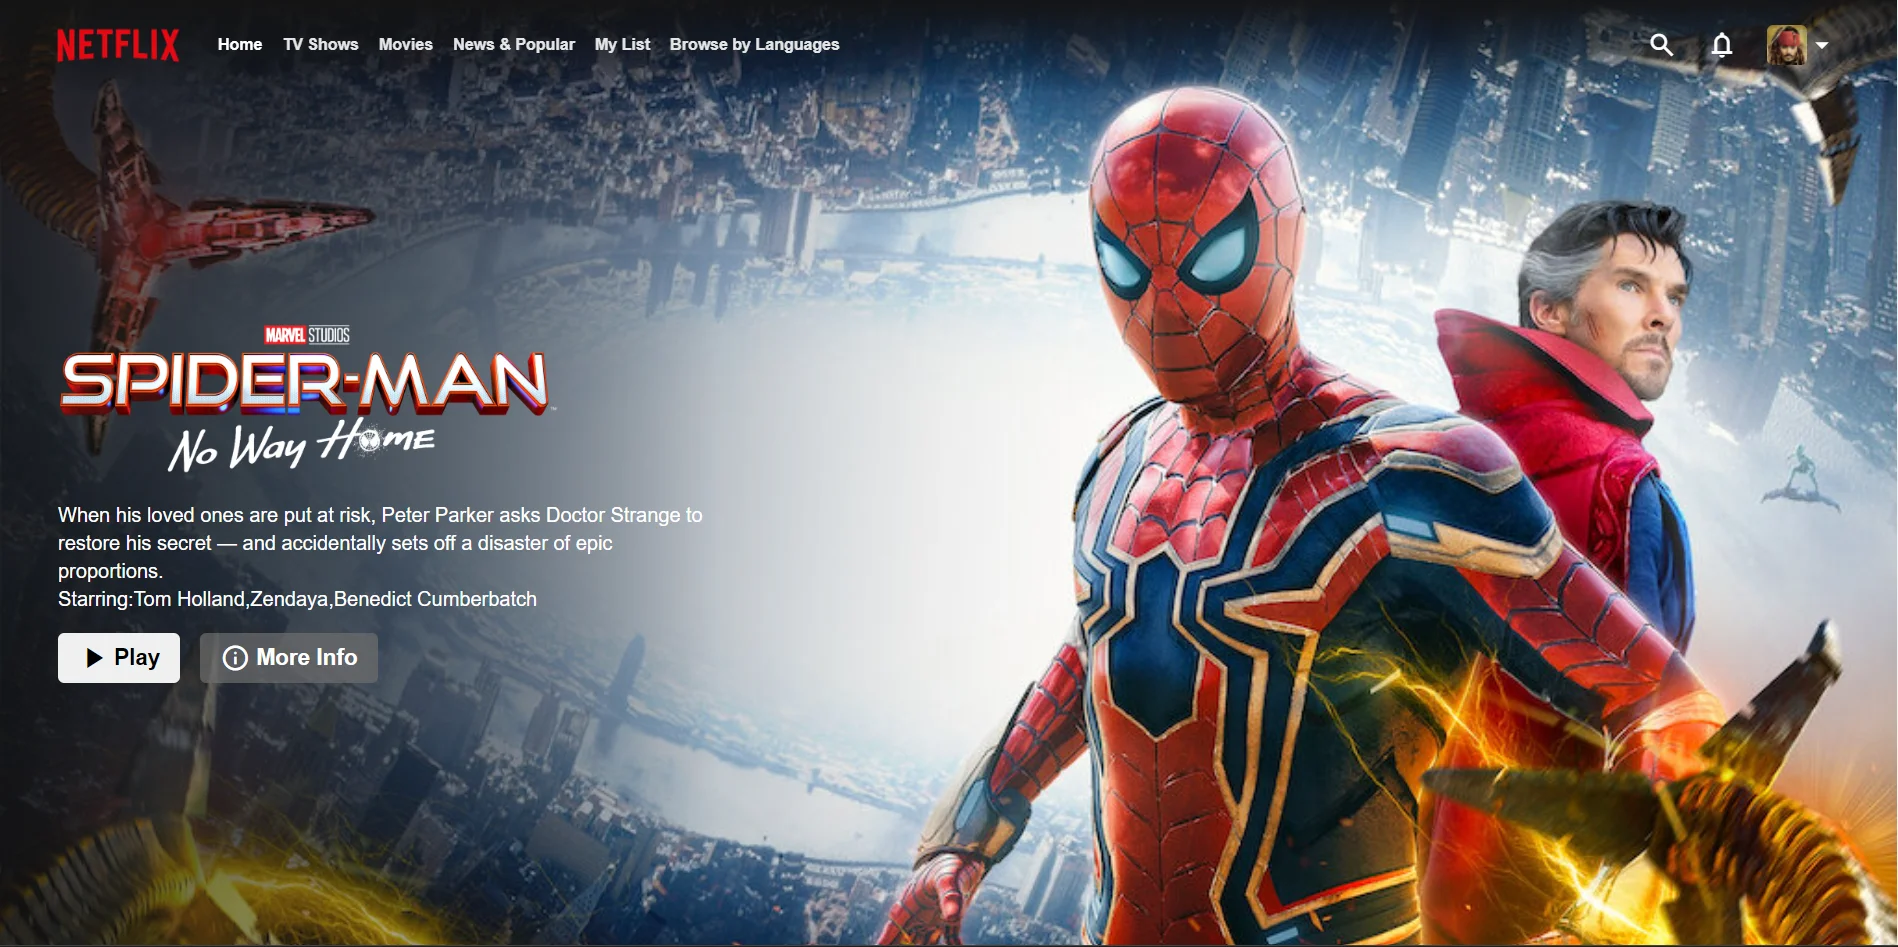 NETFLIX Home TV Shows Movies News & Popular My List Browse by Languages
MARVEL STUDIOS
SPIDER-MAN
™
No Way Home
When his loved ones are put at risk, Peter Parker asks Doctor Strange to
restore his secret — and accidentally sets off a disaster of epic
proportions.
Starring:Tom Holland,Zendaya,Benedict Cumberbatch
Play More Info